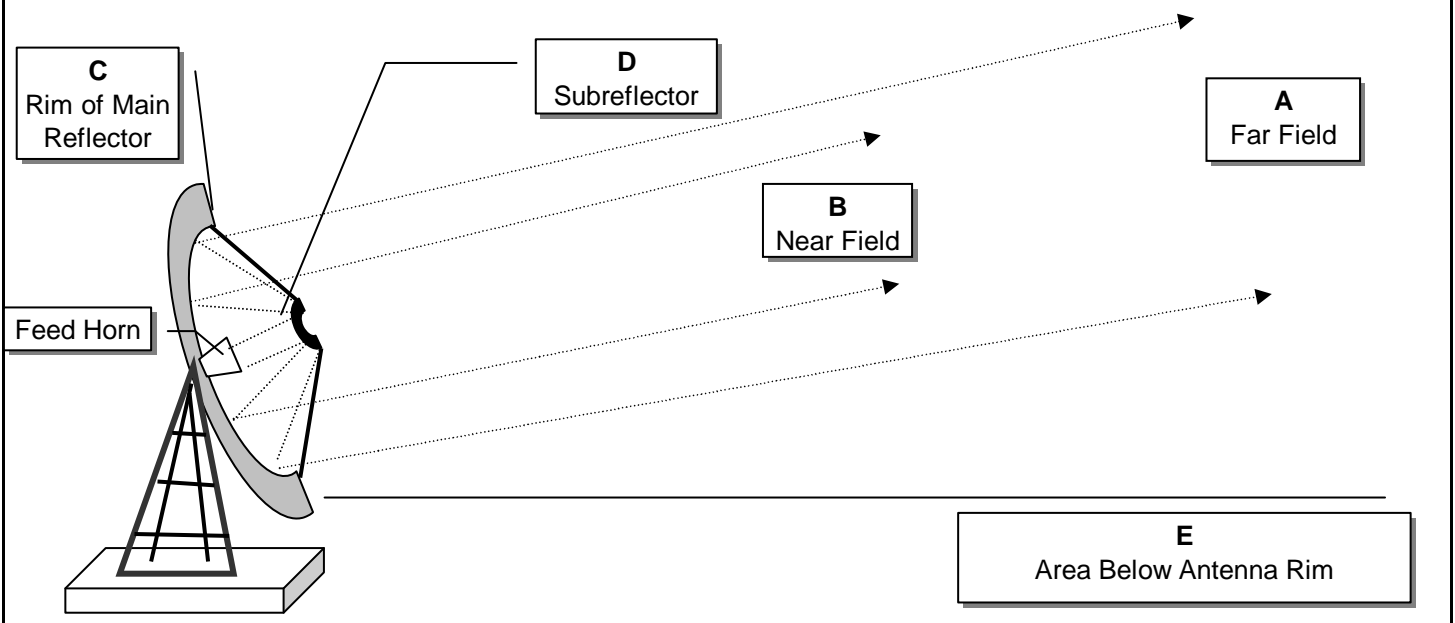 C
Rim of Main
Reflector
D
Subreflector
A
Far Field
B
Near Field
Feed Horn
E
Area Below Antenna Rim